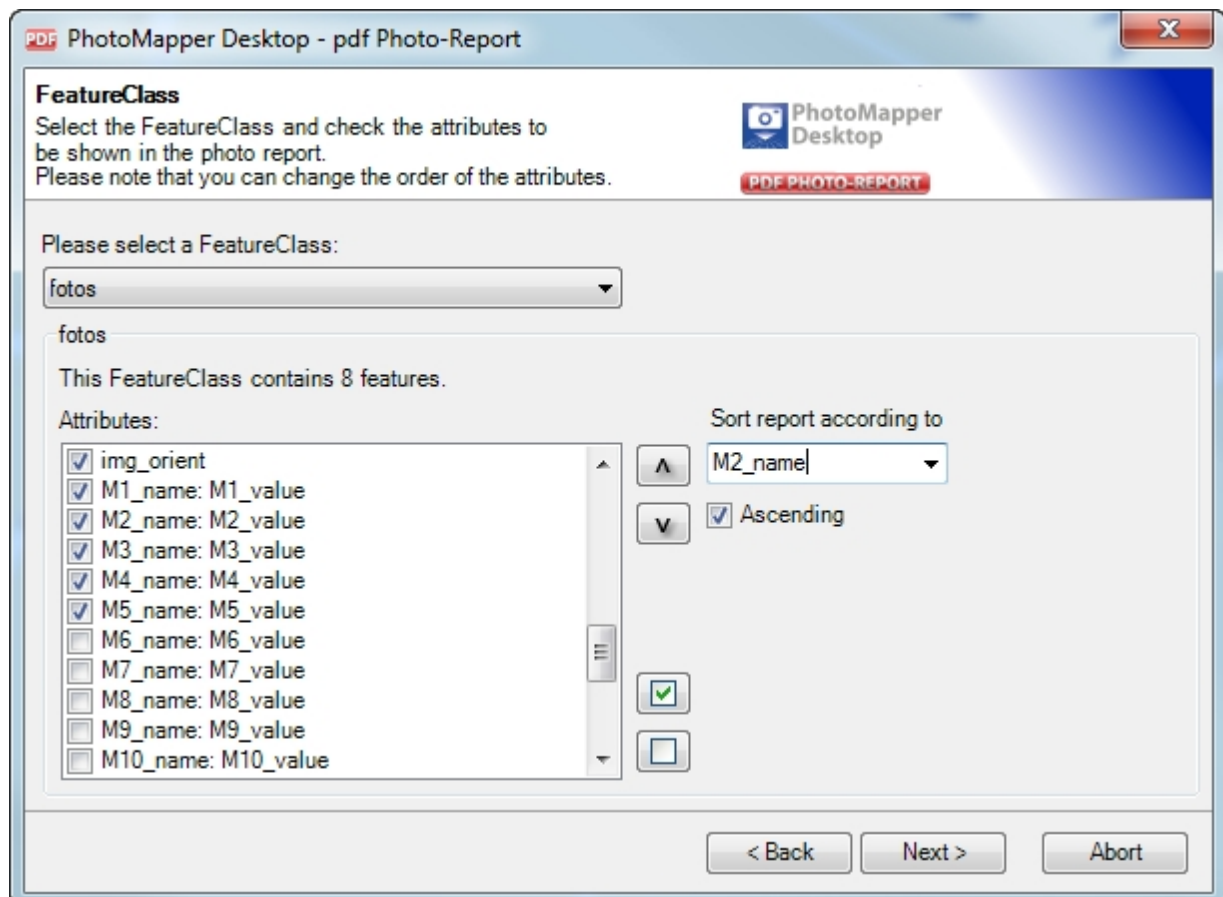 PDF PhotoMapper Desktop - pdf Photo-Report
X
FeatureClass
Select the FeatureClass and check the attributes to
be shown in the photo report.
Please note that you can change the order of the attributes.
PhotoMapper
Desktop
PDF PHOTO-REPORT
Please select a FeatureClass:
fotos
fotos
This FeatureClass contains 8 features.
Attributes:
img_orient
M1_name: M1_value
M2_name: M2_value
M3_name: M3_value
M4_name: M4_value
M5_name: M5_value
M6_name: M6_value
M7_name: M7_value
M8_name: M8_value
M9_name: M9_value
M10_name: M10_value
Sort report according to
M2_name
Ascending
< Back
Next >
Abort